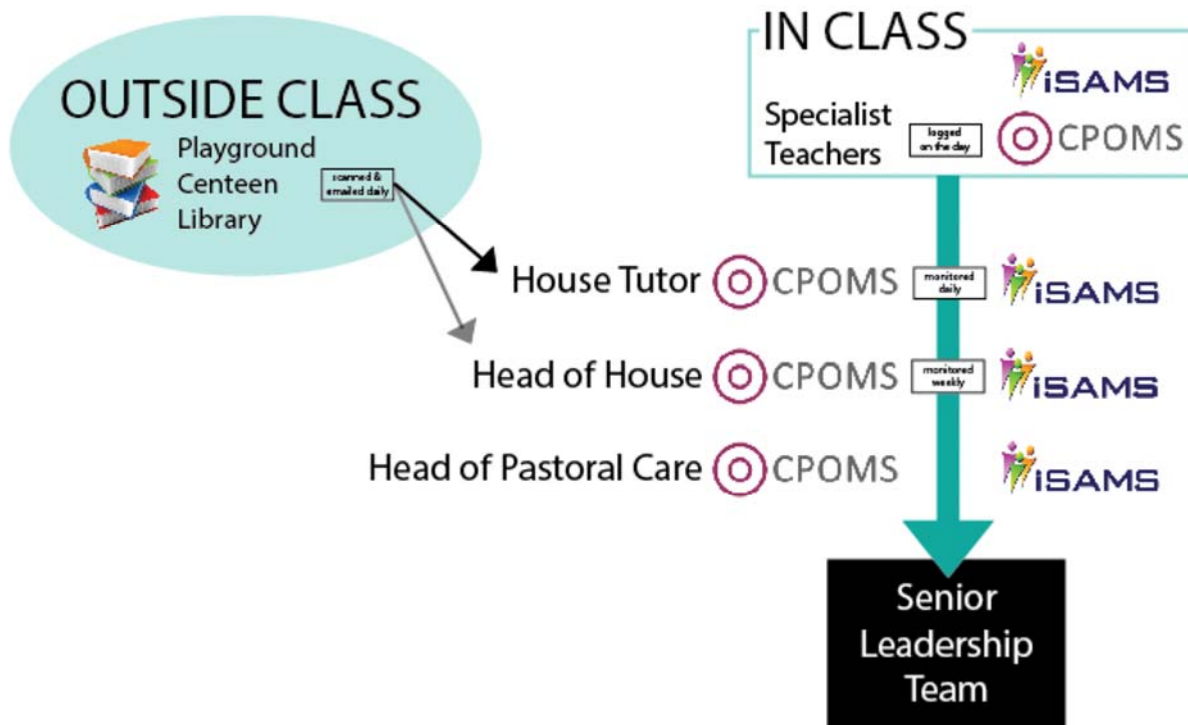 OUTSIDE CLASS
Playground
Centeen
Library
scanned &
emailed daily
IN CLASS
iSAMS
Specialist
Teachers
logged
on the day
CPOMS
House Tutor
CPOMS
monitored
daily
iSAMS
Head of House
CPOMS
monitored
weekly
iSAMS
Head of Pastoral Care
CPOMS
iSAMS
Senior
Leadership
Team